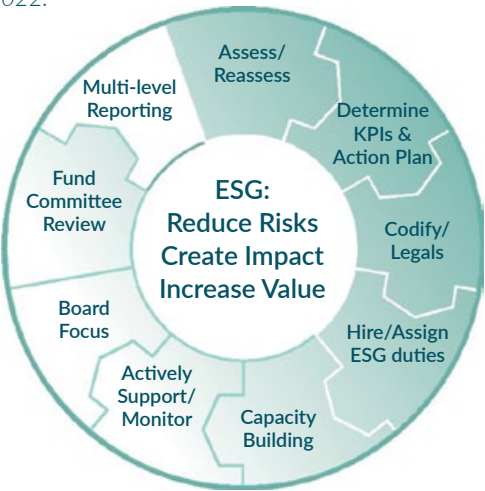 022.
Assess/
Reassess
Determine
KPIs &
Action Plan
Codify/
Legals
Hire/Assign
ESG duties
Capacity
Building
Actively
Support/
Monitor
Board
Focus
Fund
Committee
Review
Multi-level
Reporting
ESG:
Reduce Risks
Create Impact
Increase Value